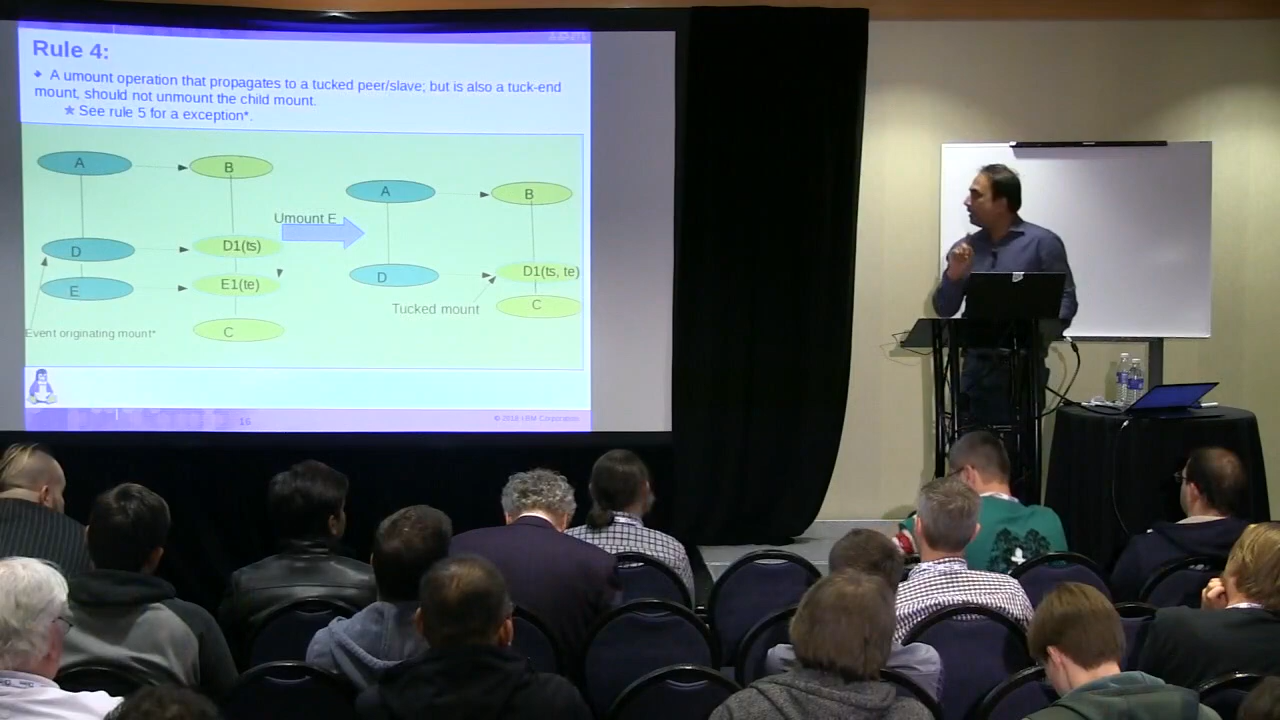 Rule 4:
A umount operation that propagates to a tucked peer/slave; but is also a tuck-end
mount, should not unmount the child mount.
See rule 5 for a exception*.
A
B
A
B
Umount E
D
D1(ts)
D
D1(ts, te)
E
E1(te)
Tucked mount
C
Event originating mount*
C
16
© 2018 IBM Corporation